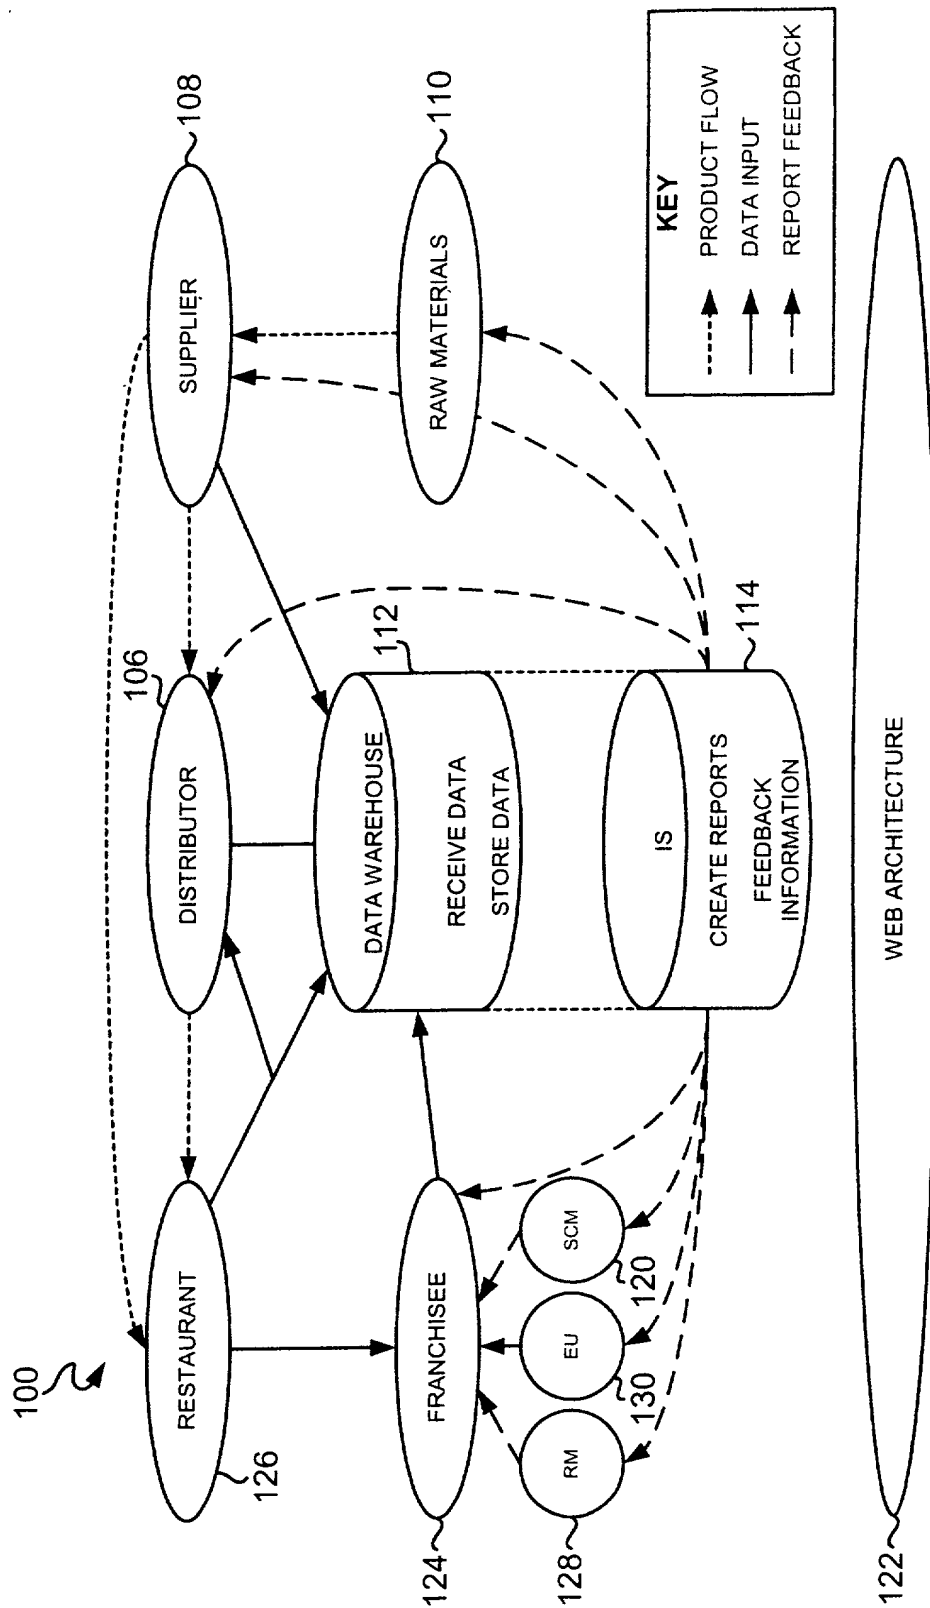 100
RESTAURANT
126
DISTRIBUTOR
106
SUPPLIER
108
FRANCHISEE
124
DATA WAREHOUSE
112
RECEIVE DATA
STORE DATA
RAW MATERIALS
110
RM
128
EU
130
SCM
120
IS
CREATE REPORTS
FEEDBACK
INFORMATION
114
KEY
PRODUCT FLOW
DATA INPUT
REPORT FEEDBACK
WEB ARCHITECTURE
122